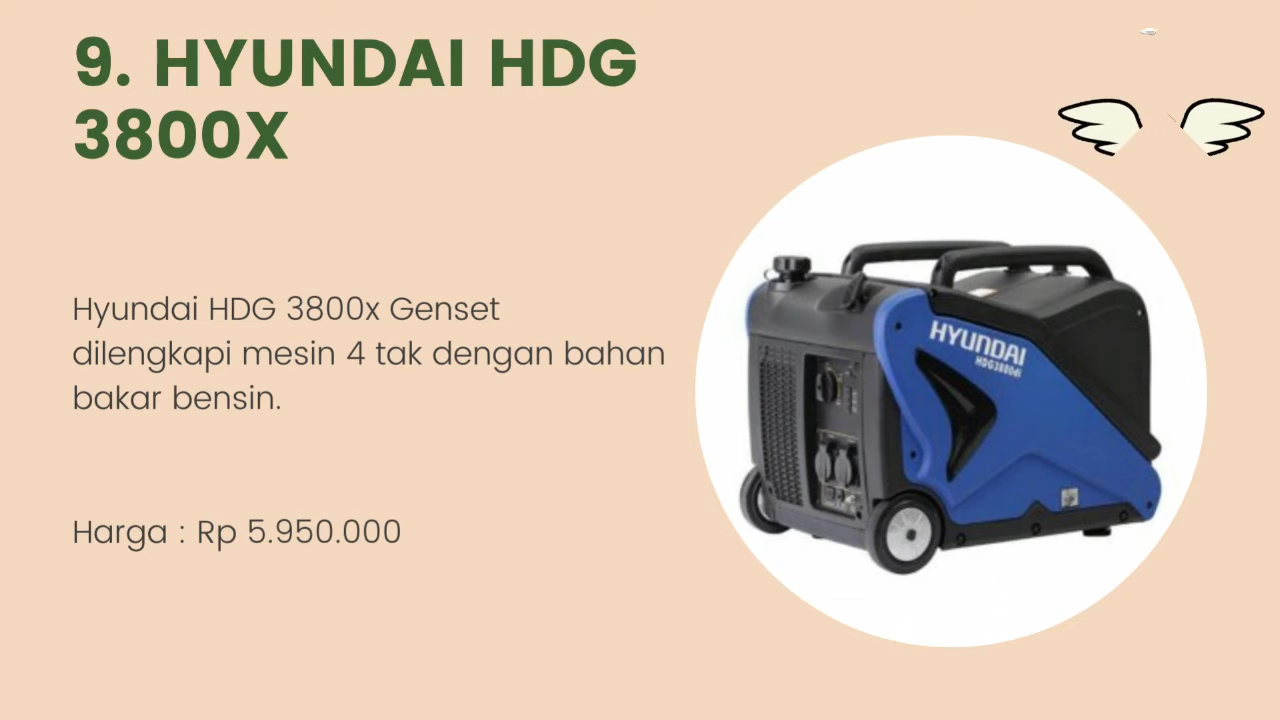 9. HYUNDAI HDG
3800X
Hyundai HDG 3800x Genset
dilengkapi mesin 4 tak dengan bahan
bakar bensin.
Harga : Rp 5.950.000
HYUNDAI